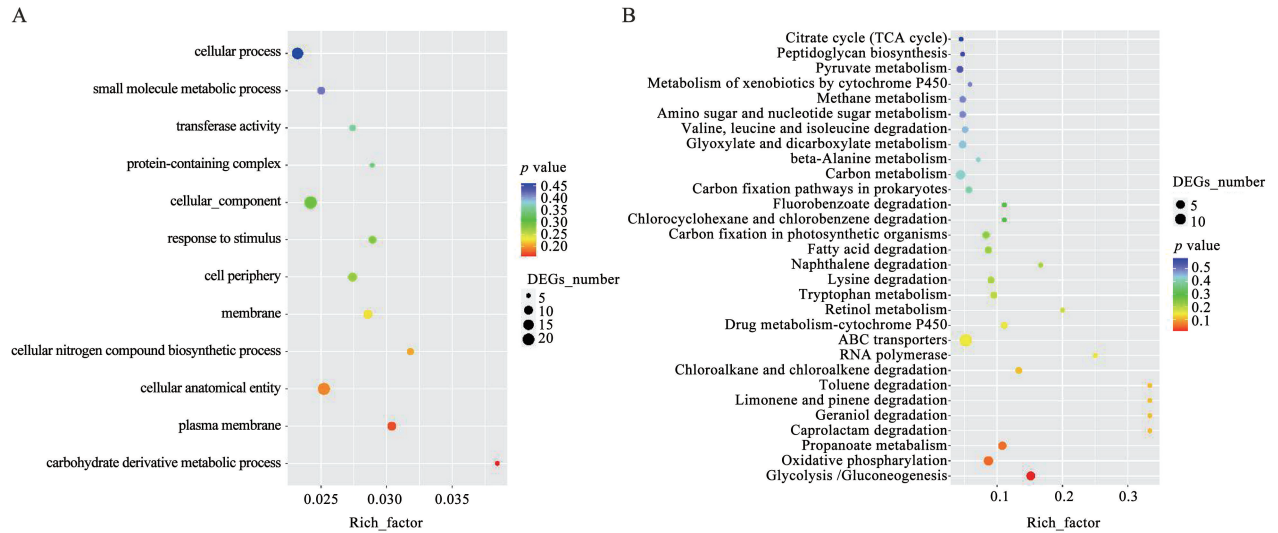 A
cellular process
small molecule metabolic process
transferase activity
protein-containing complex
cellular_component
response to stimulus
cell periphery
membrane
cellular nitrogen compound biosynthetic process
cellular anatomical entity
plasma membrane
carbohydrate derivative metabolic process
0.025 0.030 0.035
Rich_factor
p value
0.45
0.40
0.35
0.30
0.25
0.20
DEGs_number
5
10
15
20
B
Citrate cycle (TCA cycle)
Peptidoglycan biosynthesis
Pyruvate metabolism
Metabolism of xenobiotics by cytochrome P450
Methane metabolism
Amino sugar and nucleotide sugar metabolism
Valine, leucine and isoleucine degradation
Glyoxylate and dicarboxylate metabolism
beta-Alanine metabolism
Carbon metabolism
Carbon fixation pathways in prokaryotes
Fluorobenzoate degradation
Chlorocyclohexane and chlorobenzene degradation
Carbon fixation in photosynthetic organisms
Fatty acid degradation
Naphthalene degradation
Lysine degradation
Tryptophan metabolism
Retinol metabolism
Drug metabolism-cytochrome P450
ABC transporters
RNA polymerase
Chloroalkane and chloroalkene degradation
Toluene degradation
Limonene and pinene degradation
Geraniol degradation
Caprolactam degradation
Propanoate metabalism
Oxidative phospharylation
Glycolysis /Gluconeogenesis
0.1 0.2 0.3
Rich_factor
DEGs_number
5
10
p value
0.5
0.4
0.3
0.2
0.1